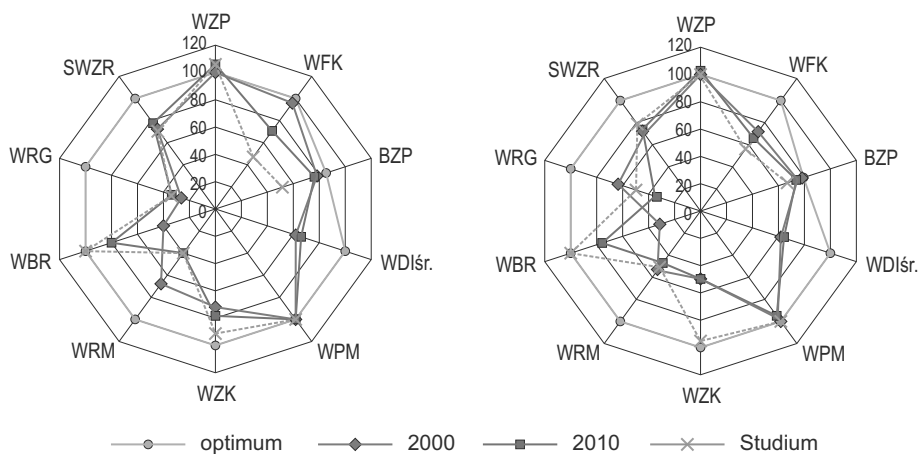 WZP
120
100
80
60
40
20
0
WFK
BZP
WDIśr.
WPM
WZK
WRM
WBR
WRG
SWZR
WZP
120
100
80
60
40
20
0
WFK
BZP
WDIśr.
WPM
WZK
WRM
WBR
WRG
SWZR
optimum 2000 2010 Studium